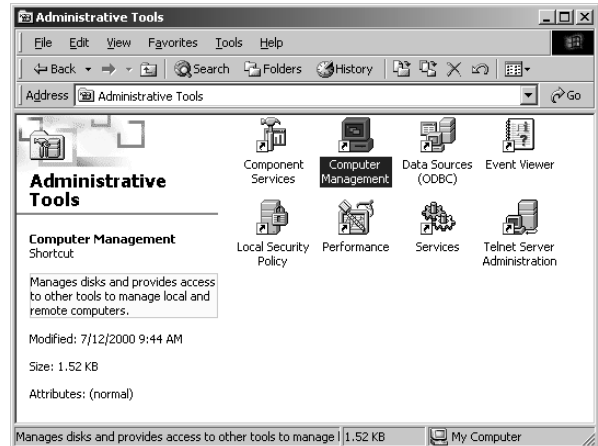 Administrative Tools
File Edit View Favorites Tools Help
Back Search Folders History
Address Administrative Tools Go
Administrative
Tools
Computer Management
Shortcut
Manages disks and provides access
to other tools to manage local and
remote computers.
Modified: 7/12/2000 9:44 AM
Size: 1.52 KB
Attributes: (normal)
Component
Services
Computer
Management
Data Sources
(ODBC)
Event Viewer
Local Security
Policy
Performance
Services
Telnet Server
Administration
Manages disks and provides access to other tools to manage l 1.52 KB My Computer